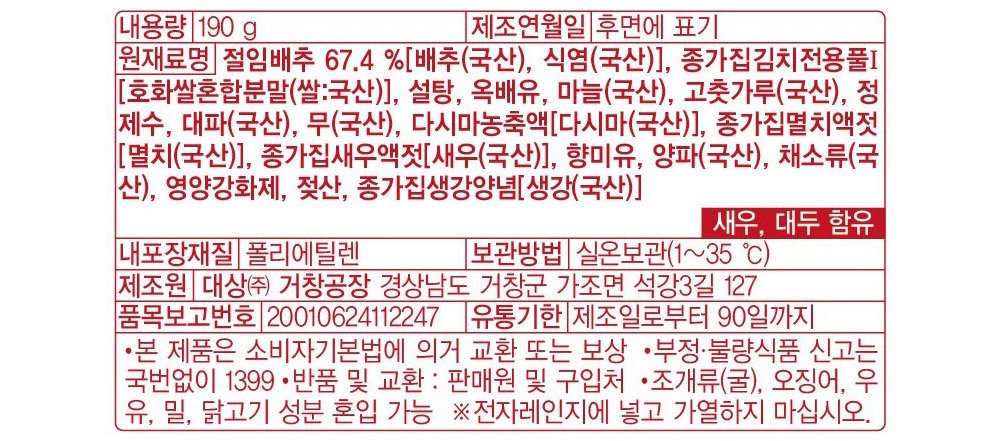 내용량 190 g 제조연월일 후면에 표기
원재료명 절임배추 67.4 %[배추(국산), 식염(국산)], 종가집김치전용풀I
[호화쌀혼합분말(쌀:국산)], 설탕, 옥배유, 마늘(국산), 고춧가루(국산), 정
제수, 대파(국산), 무(국산), 다시마농축액[다시마(국산)], 종가집멸치액젓
[멸치(국산)], 종가집새우액젓[새우(국산)], 향미유, 양파(국산), 채소류(국
산), 영양강화제, 젖산, 종가집생강양념[생강(국산)]
새우, 대두 함유
내포장재질 폴리에틸렌 보관방법 실온보관(1~35 ℃)
제조원 대상㈜ 거창공장 경상남도 거창군 가조면 석강3길 127
품목보고번호 20010624112247 유통기한 제조일로부터 90일까지
•본 제품은 소비자기본법에 의거 교환 또는 보상 •부정·불량식품 신고는
국번없이 1399 •반품 및 교환 : 판매원 및 구입처 •조개류(굴), 오징어, 우
유, 밀, 닭고기 성분 혼입 가능 ※전자레인지에 넣고 가열하지 마십시오.